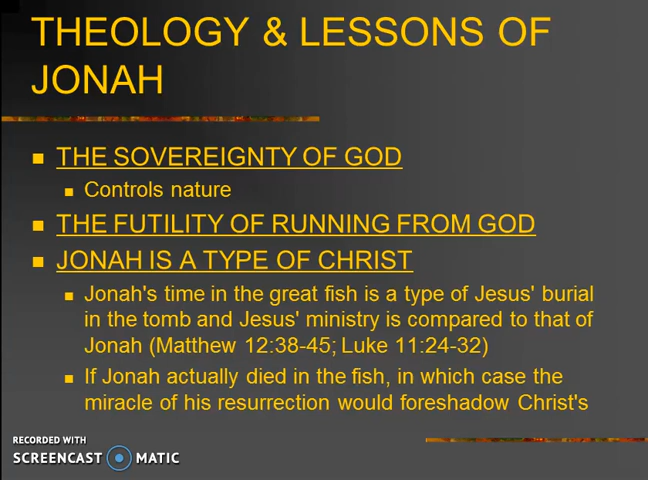 THEOLOGY & LESSONS OF
JONAH
THE SOVEREIGNTY OF GOD
Controls nature
THE FUTILITY OF RUNNING FROM GOD
JONAH IS A TYPE OF CHRIST
Jonah's time in the great fish is a type of Jesus' burial
in the tomb and Jesus' ministry is compared to that of
Jonah (Matthew 12:38-45; Luke 11:24-32)
If Jonah actually died in the fish, in which case the
miracle of his resurrection would foreshadow Christ's
RECORDED WITH
SCREENCAST MATIC